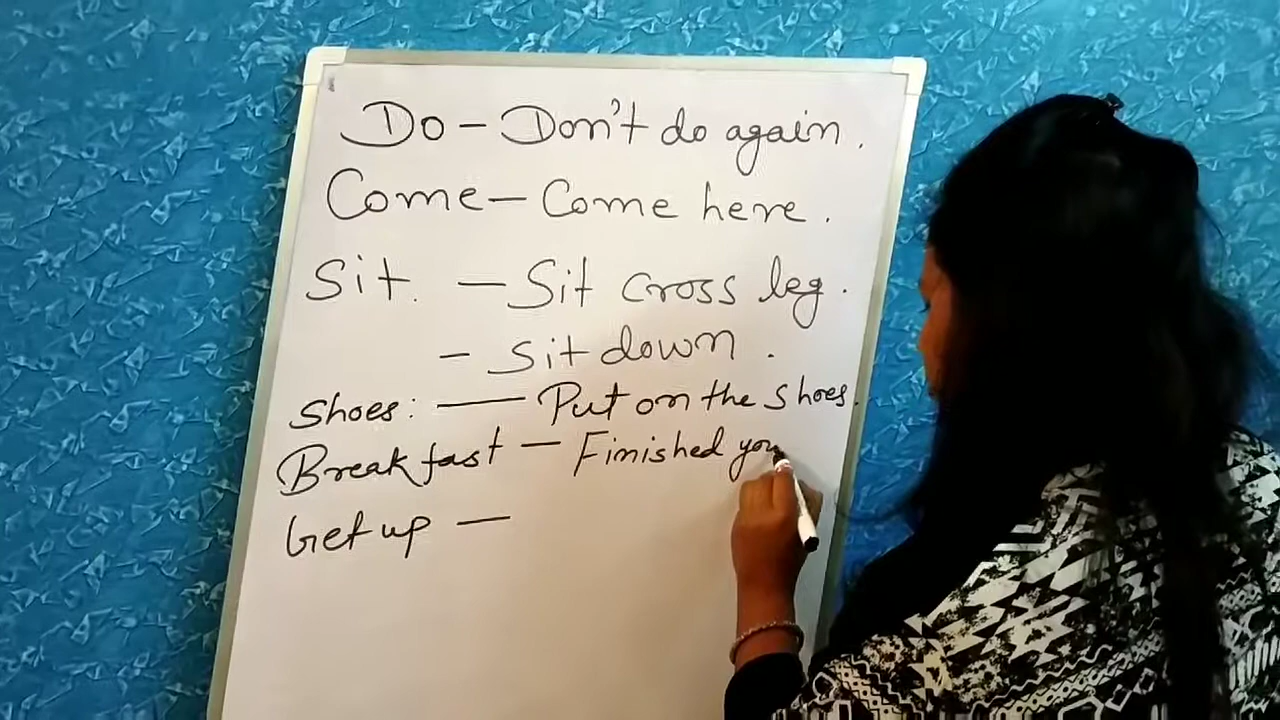 Do - Don't do again.
Come - Come here.
Sit. - Sit cross leg.
- Sit down.
Shoes: - Put on the shoes.
Breakfast - Finished you
Get up -